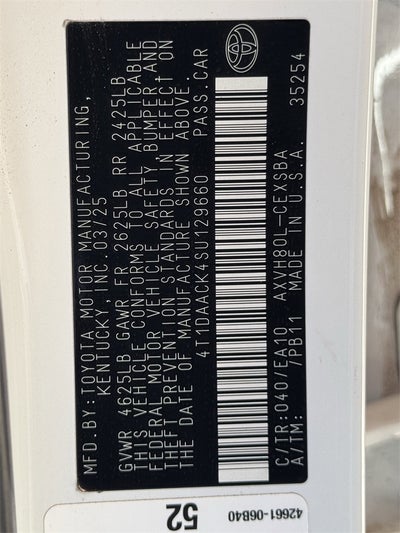 MFD.BY: TOYOTA MOTOR MANUFACTURING,
KENTUCKY, INC. 03/25
GVWR 4625LB GAWR FR 2625LB RR 2425LB
THIS VEHICLE CONFORMS TO ALL APPLICABLE
FEDERAL MOTOR VEHICLE SAFETY, BUMPER AND
THEFT PREVENTION STANDARDS IN EFFECT ON
THE DATE OF MANUFACTURE SHOWN ABOVE.
4T1DAACK4SU129660 PASS.CAR
C/TR:040/EA10 AXVH80L-CEXSBA
A/TM: /PB11 MADE IN U.S.A. 35254
42661-06B40
52